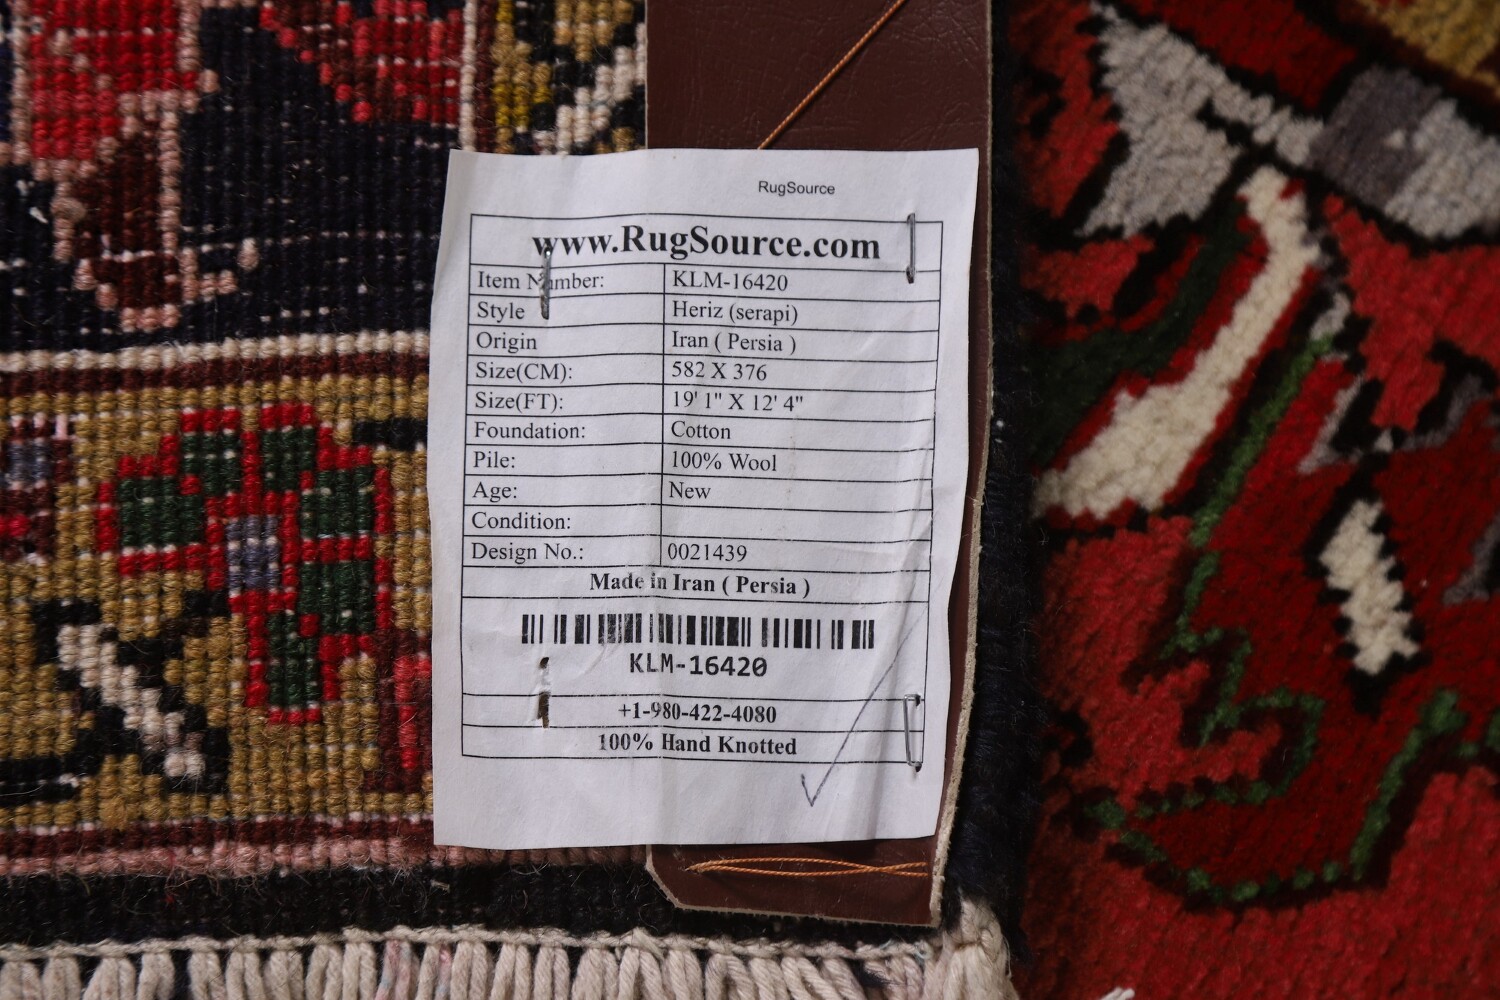 RugSource
www.RugSource.com
Item Number: KLM-16420
Style Heriz (serapi)
Origin Iran ( Persia )
Size(CM): 582 X 376
Size(FT): 19' 1" X 12' 4"
Foundation: Cotton
Pile: 100% Wool
Age: New
Condition:
Design No.: 0021439
Made in Iran ( Persia )
KLM-16420
+1-980-422-4080
100% Hand Knotted